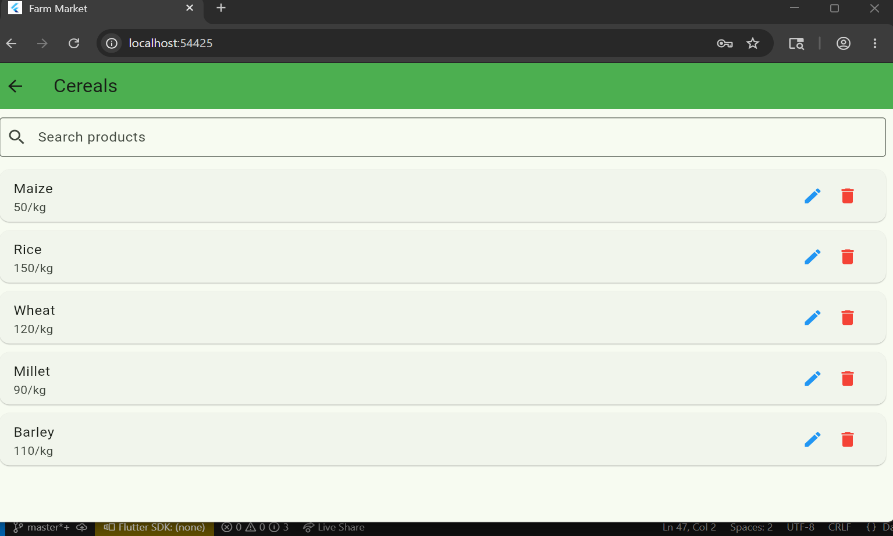 Farm Market
localhost:54425
Cereals
Search products
Maize
50/kg
Rice
150/kg
Wheat
120/kg
Millet
90/kg
Barley
110/kg
master*+ Flutter SDK: (none) 0 0 3 Live Share Ln 47, Col 2 Spaces: 2 UTF-8 CRLF { }